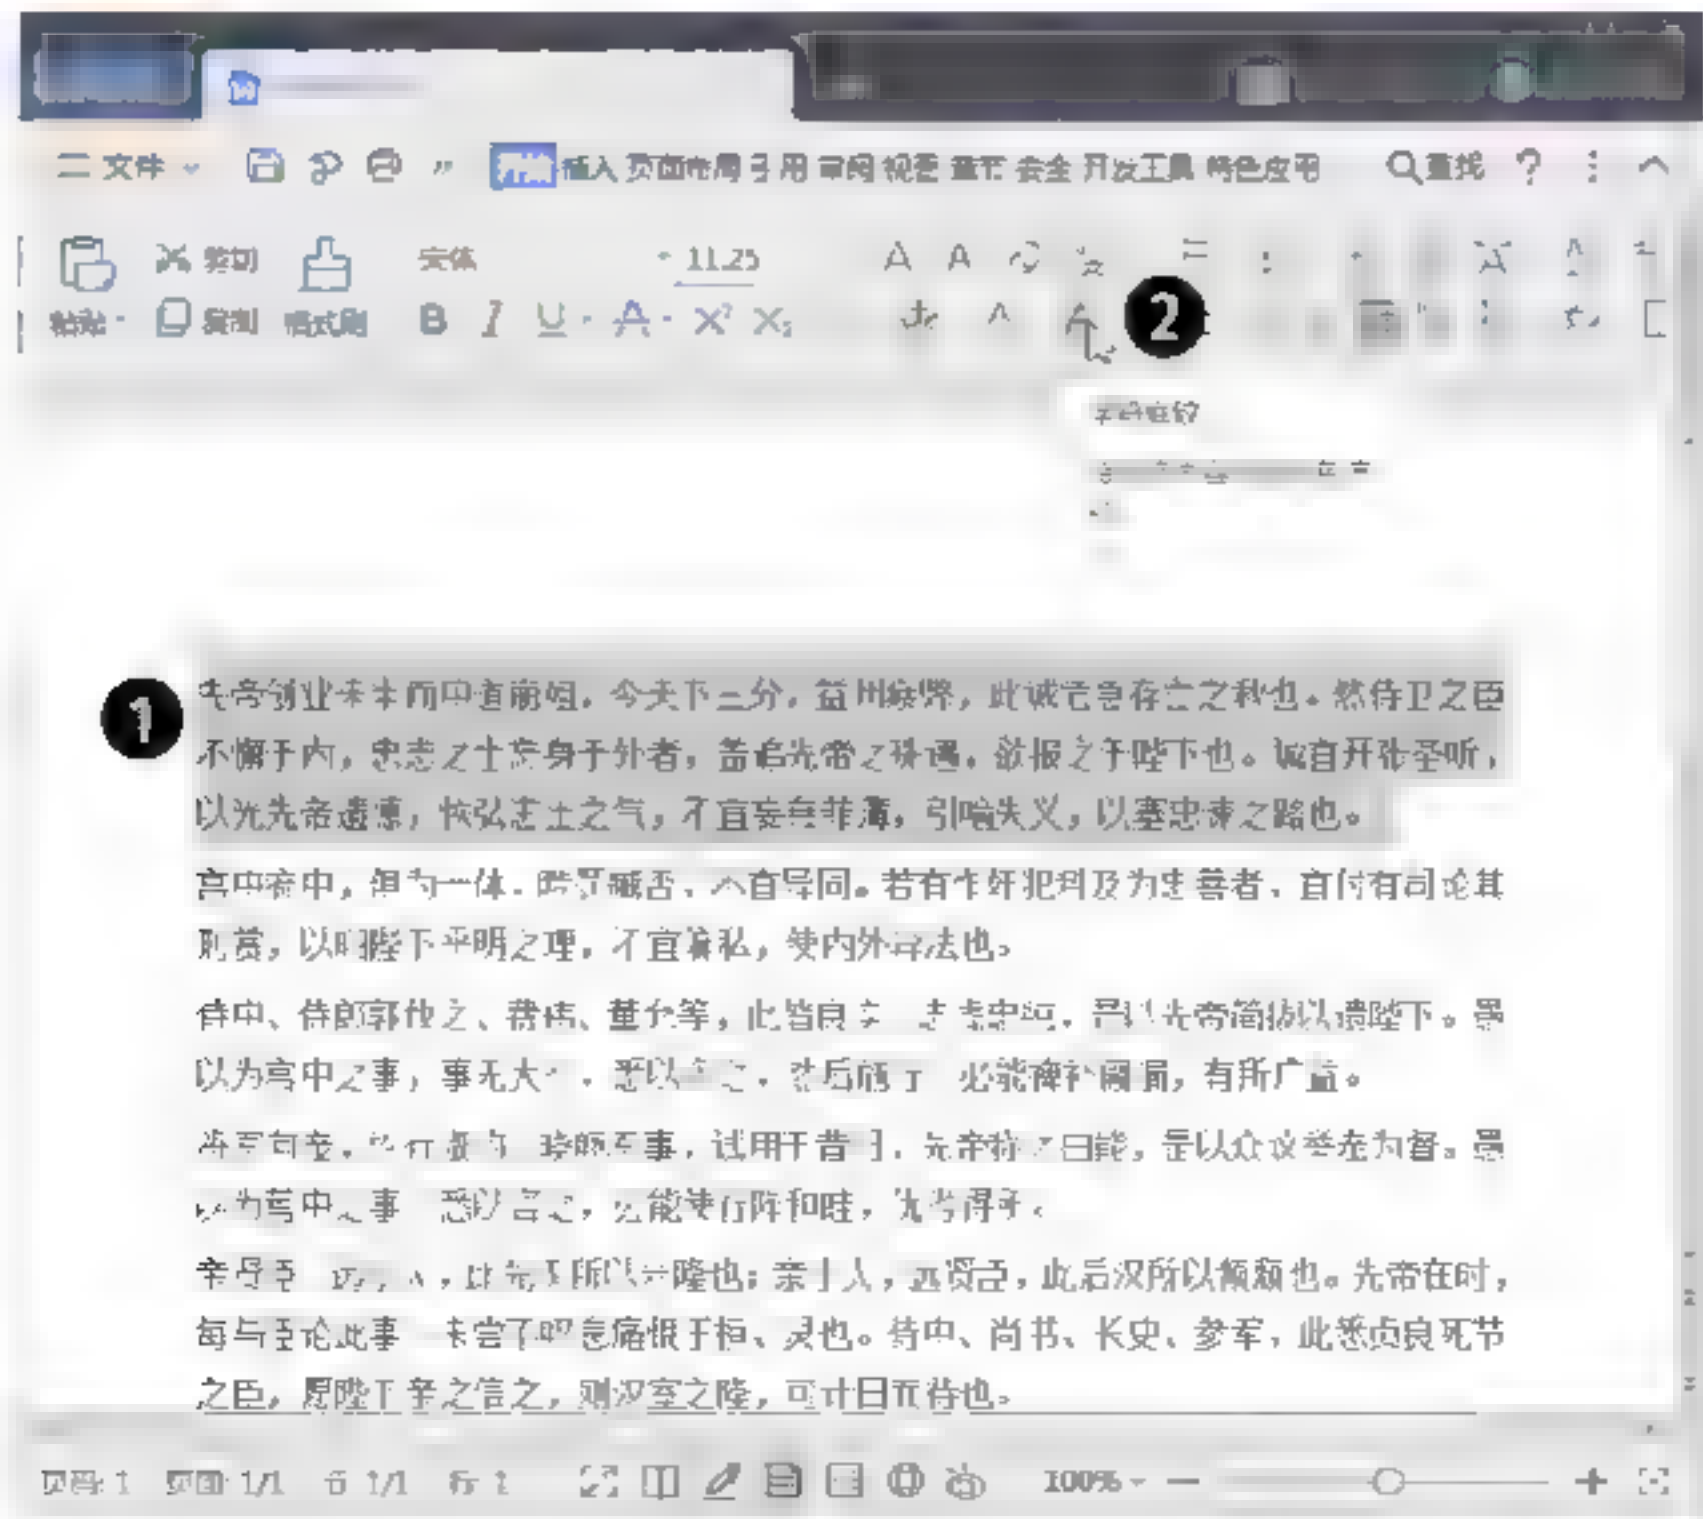 文件 开始 插入 页面布局 引用 审阅 视图 章节 安全 开发工具 特色应用 查找
剪切 宋体 11.25
粘贴 复制 格式刷 B I U A X² X₂
2
字符底纹
1
先帝创业未半而中道崩殂,今天下三分,益州疲弊,此诚危急存亡之秋也。然侍卫之臣
不懈于内,忠志之士忘身于外者,盖追先帝之殊遇,欲报之于陛下也。诚宜开张圣听,
以光先帝遗德,恢弘志士之气,不宜妄自菲薄,引喻失义,以塞忠谏之路也。
宫中府中,俱为一体,陟罚臧否,不宜异同。若有作奸犯科及为忠善者,宜付有司论其
刑赏,以昭陛下平明之理,不宜偏私,使内外异法也。
侍中、侍郎郭攸之、费祎、董允等,此皆良实,志虑忠纯,是以先帝简拔以遗陛下。愚
以为宫中之事,事无大小,悉以咨之,然后施行,必能裨补阙漏,有所广益。
将军向宠,性行淑均,晓畅军事,试用于昔日,先帝称之曰能,是以众议举宠为督。愚
以为营中之事,悉以咨之,必能使行阵和睦,优劣得所。
亲贤臣,远小人,此先汉所以兴隆也;亲小人,远贤臣,此后汉所以倾颓也。先帝在时,
每与臣论此事,未尝不叹息痛恨于桓、灵也。侍中、尚书、长史、参军,此悉贞良死节
之臣,愿陛下亲之信之,则汉室之隆,可计日而待也。
页码: 1 页面: 1/1 节: 1/1 行: 1 100%